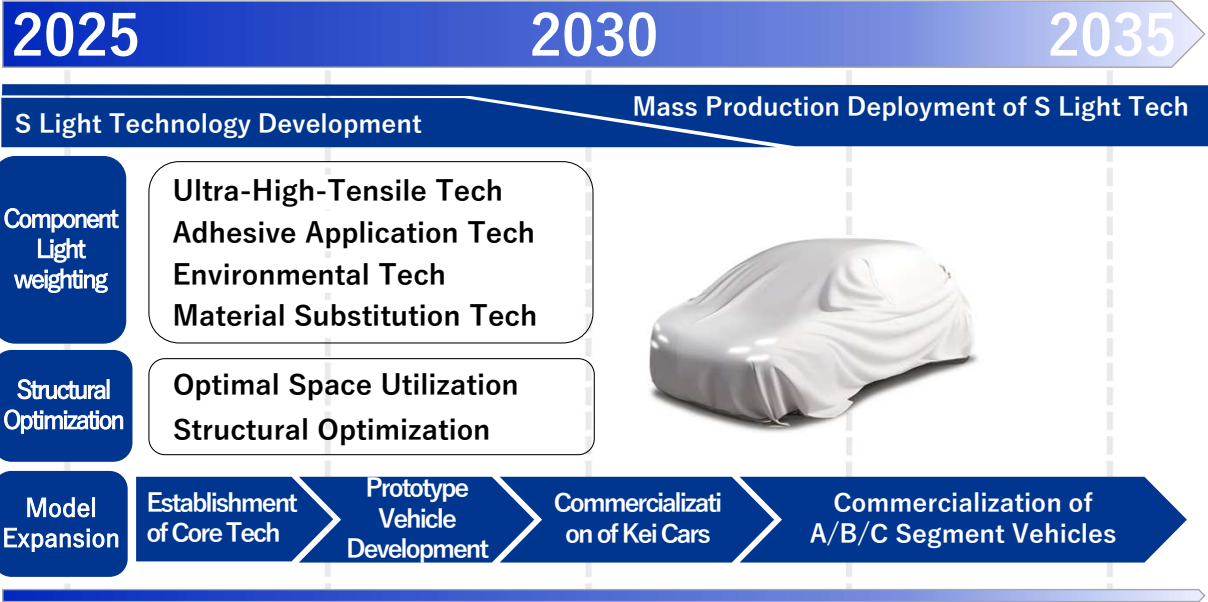 2025
2030
2035
S Light Technology Development
Mass Production Deployment of S Light Tech
Component
Light
weighting
Ultra-High-Tensile Tech
Adhesive Application Tech
Environmental Tech
Material Substitution Tech
Structural
Optimization
Optimal Space Utilization
Structural Optimization
Model
Expansion
Establishment
of Core Tech
Prototype
Vehicle
Development
Commercializati
on of Kei Cars
Commercialization of
A/B/C Segment Vehicles